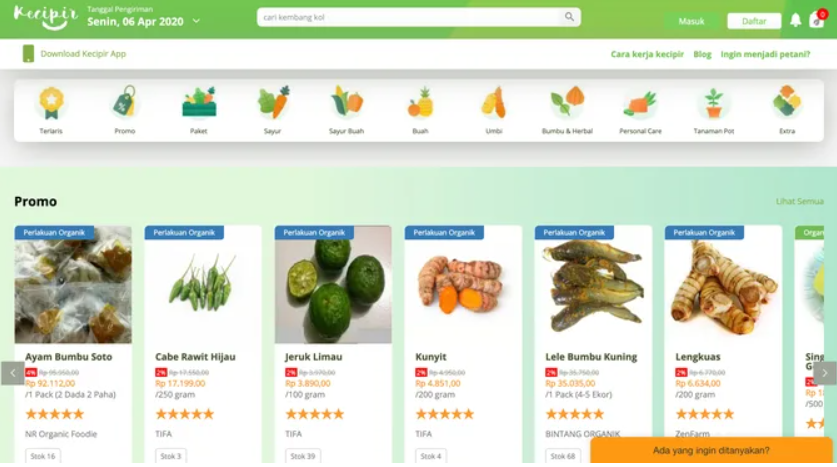 Kecipir
Tanggal Pengiriman
Senin, 06 Apr 2020
cari kembang kol
Masuk
Daftar
0
Download Kecipir App
Cara kerja kecipir
Blog
Ingin menjadi petani?
Terlaris
Promo
Paket
Sayur
Sayur Buah
Buah
Umbi
Bumbu & Herbal
Personal Care
Tanaman Pot
Extra
Promo
Lihat Semua
Perlakuan Organik
Ayam Bumbu Soto
4%
Rp 92.112,00
/1 Pack (2 Dada 2 Paha)
NR Organic Foodie
Stok 16
Perlakuan Organik
Cabe Rawit Hijau
2% Rp 17.550,00
Rp 17.199,00
/250 gram
TIFA
Stok 3
Perlakuan Organik
Jeruk Limau
2% Rp 3.970,00
Rp 3.890,00
/100 gram
TIFA
Stok 39
Perlakuan Organik
Kunyit
2% Rp 4.950,00
Rp 4.851,00
/200 gram
TIFA
Stok 4
Perlakuan Organik
Lele Bumbu Kuning
2% Rp 35.750,00
Rp 35.035,00
/1 Pack (4-5 Ekor)
BINTANG ORGANIK
Stok 68
Perlakuan Organik
Lengkuas
2% Rp 6.770,00
Rp 6.634,00
/200 gram
ZenFarm
Organ
Sing
G
2%
Rp 1
/500
Ada yang ingin ditanyakan?